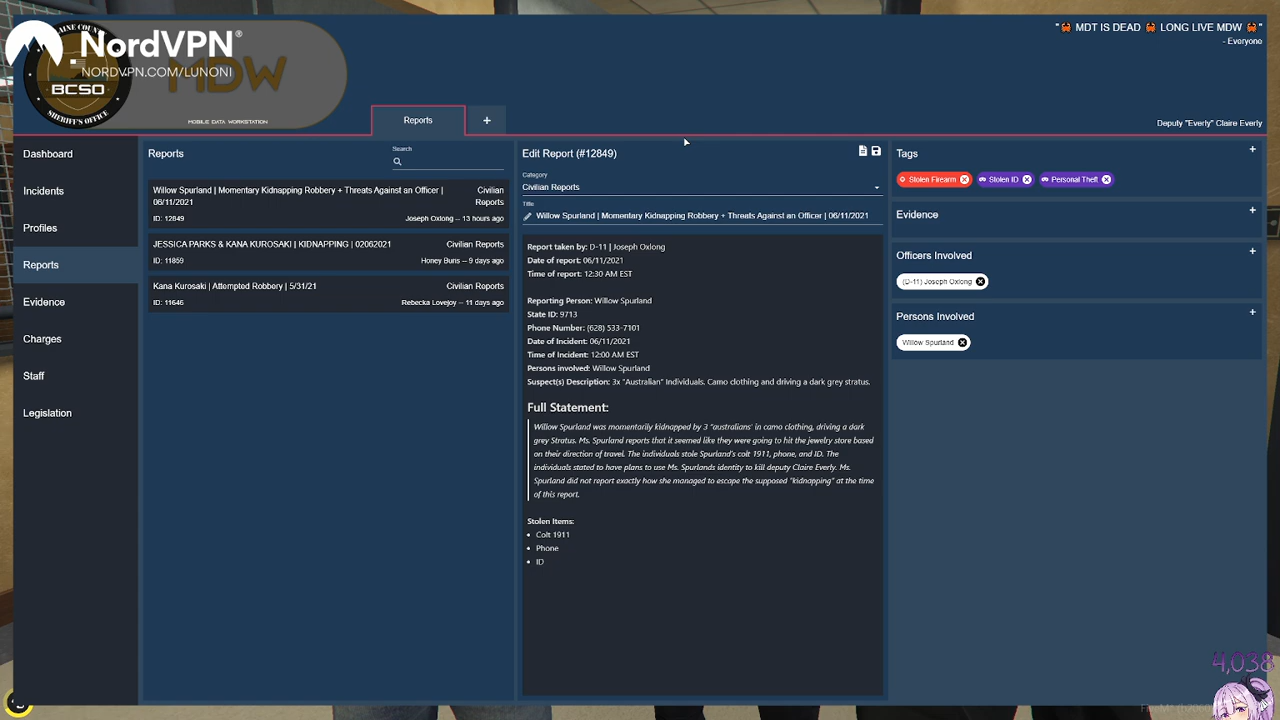 NordVPN®
NORDVPN.COM/LUNONI
BCSO
SHERIFF'S OFFICE
MDW
MOBILE DATA WORKSTATION
" MDT IS DEAD LONG LIVE MDW "
- Everyone
Deputy "Everly" Claire Everly
Reports
+
Dashboard
Incidents
Profiles
Reports
Evidence
Charges
Staff
Legislation
Reports
Search
Willow Spurland | Momentary Kidnapping Robbery + Threats Against an Officer |
06/11/2021
Civilian
Reports
ID: 12849
Joseph Oxlong -- 13 hours ago
JESSICA PARKS & KANA KUROSAKI | KIDNAPPING | 02062021
Civilian Reports
ID: 11859
Honey Buns -- 9 days ago
Kana Kurosaki | Attempted Robbery | 5/31/21
Civilian Reports
ID: 11646
Rebecka Lovejoy -- 11 days ago
Edit Report (#12849)
Category
Civilian Reports
Title
Willow Spurland | Momentary Kidnapping Robbery + Threats Against an Officer | 06/11/2021
Report taken by: D-11 | Joseph Oxlong
Date of report: 06/11/2021
Time of report: 12:30 AM EST
Reporting Person: Willow Spurland
State ID: 9713
Phone Number: (628) 533-7101
Date of Incident: 06/11/2021
Time of Incident: 12:00 AM EST
Persons involved: Willow Spurland
Suspect(s) Description: 3x "Australian" Individuals. Camo clothing and driving a dark grey stratus.
Full Statement:
Willow Spurland was momentarily kidnapped by 3 "australians' in camo clothing, driving a dark
grey Stratus. Ms. Spurland reports that it seemed like they were going to hit the jewelry store based
on their direction of travel. The individuals stole Spurland's colt 1911, phone, and ID. The
individuals stated to have plans to use Ms. Spurlands identity to kill deputy Claire Everly. Ms.
Spurland did not report exactly how she managed to escape the supposed "kidnapping" at the time
of this report.
Stolen Items:
• Colt 1911
• Phone
• ID
Tags
+
Stolen Firearm
Stolen ID
Personal Theft
Evidence
+
Officers Involved
+
(D-11) Joseph Oxlong
Persons Involved
+
Willow Spurland
4,038